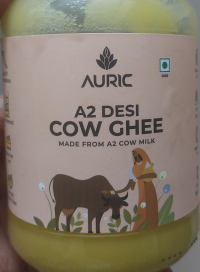 AURIC
A2 DESI
COW GHEE
MADE FROM A2 COW MILK